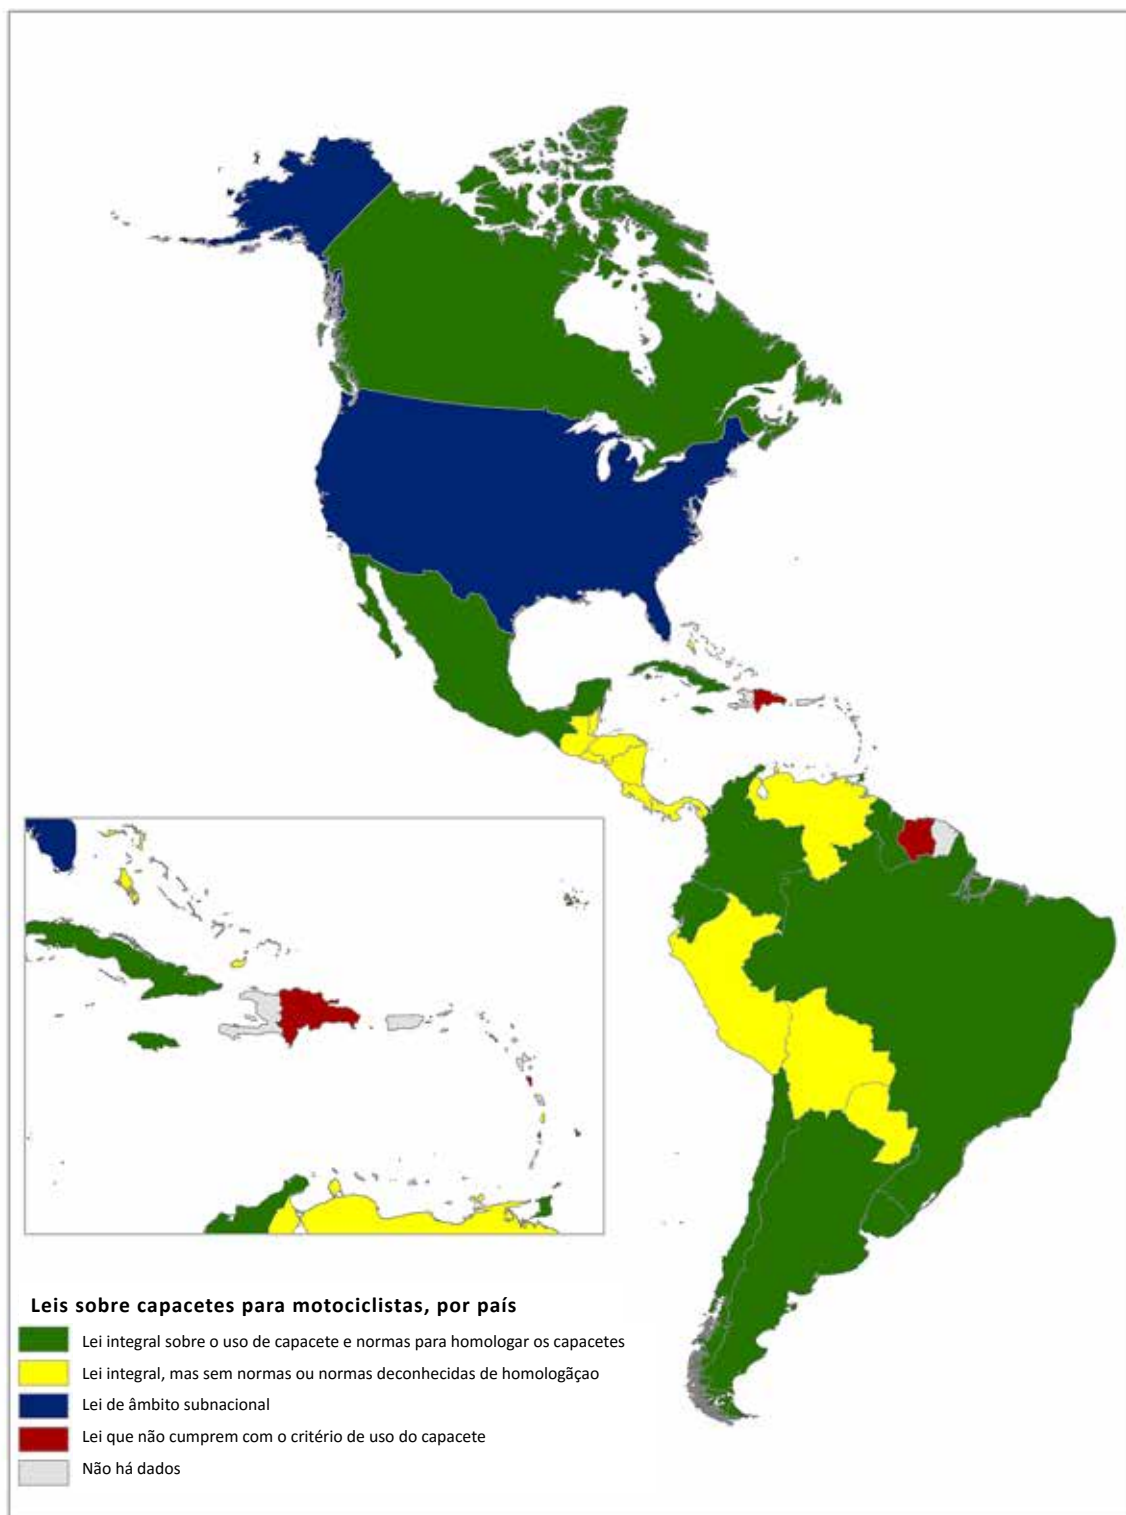 Leis sobre capacetes para motociclistas, por país
Lei integral sobre o uso de capacete e normas para homologar os capacetes
Lei integral, mas sem normas ou normas deconhecidas de homologãçao
Lei de âmbito subnacional
Lei que não cumprem com o critério de uso do capacete
Não há dados